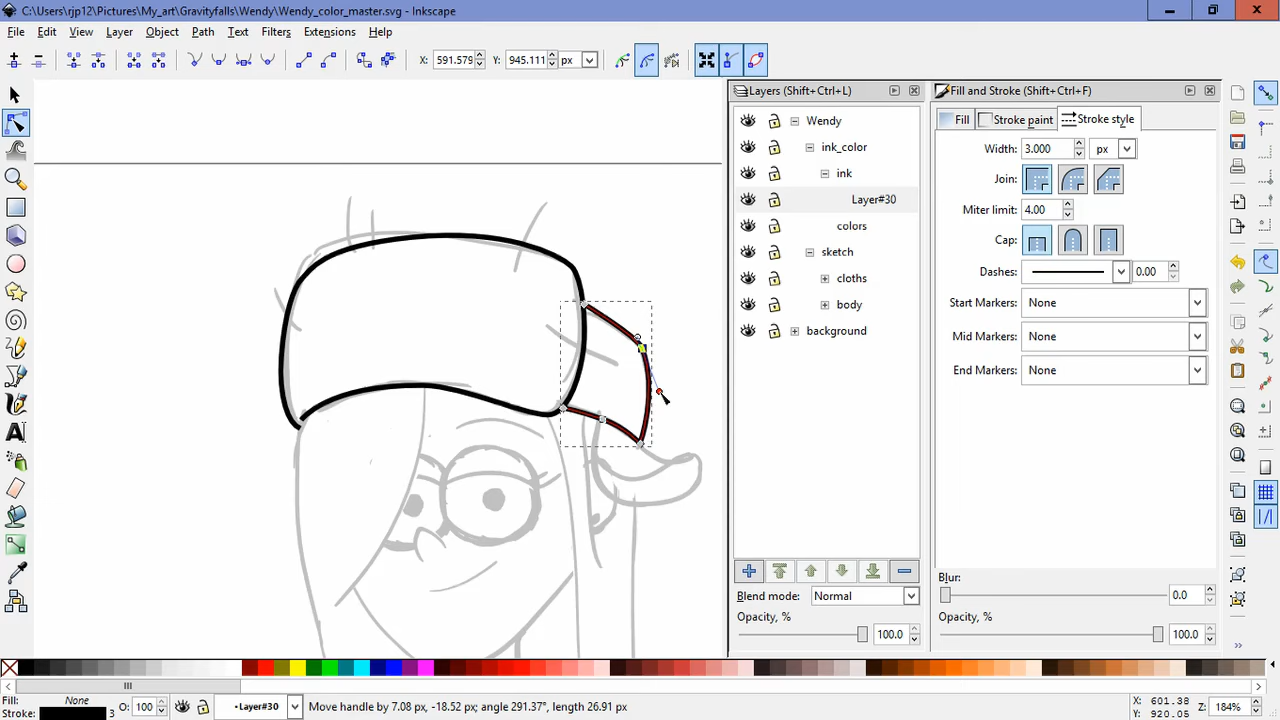 C:\Users\rjp12\Pictures\My_art\Gravityfalls\Wendy\Wendy_color_master.svg - Inkscape
File Edit View Layer Object Path Text Filters Extensions Help
X: 591.579 Y: 945.111 px
Layers (Shift+Ctrl+L)
Wendy
ink_color
ink
Layer#30
colors
sketch
cloths
body
background
Blend mode: Normal
Opacity, %
100.0
Fill and Stroke (Shift+Ctrl+F)
Fill Stroke paint Stroke style
Width: 3.000 px
Join:
Miter limit: 4.00
Cap:
Dashes: 0.00
Start Markers: None
Mid Markers: None
End Markers: None
Blur:
0.0
Opacity, %
100.0
Fill: None
Stroke: 3
O: 100
•Layer#30
Move handle by 7.08 px, -18.52 px; angle 291.37°, length 26.91 px
X: 601.38
Y: 920.05
Z: 184%